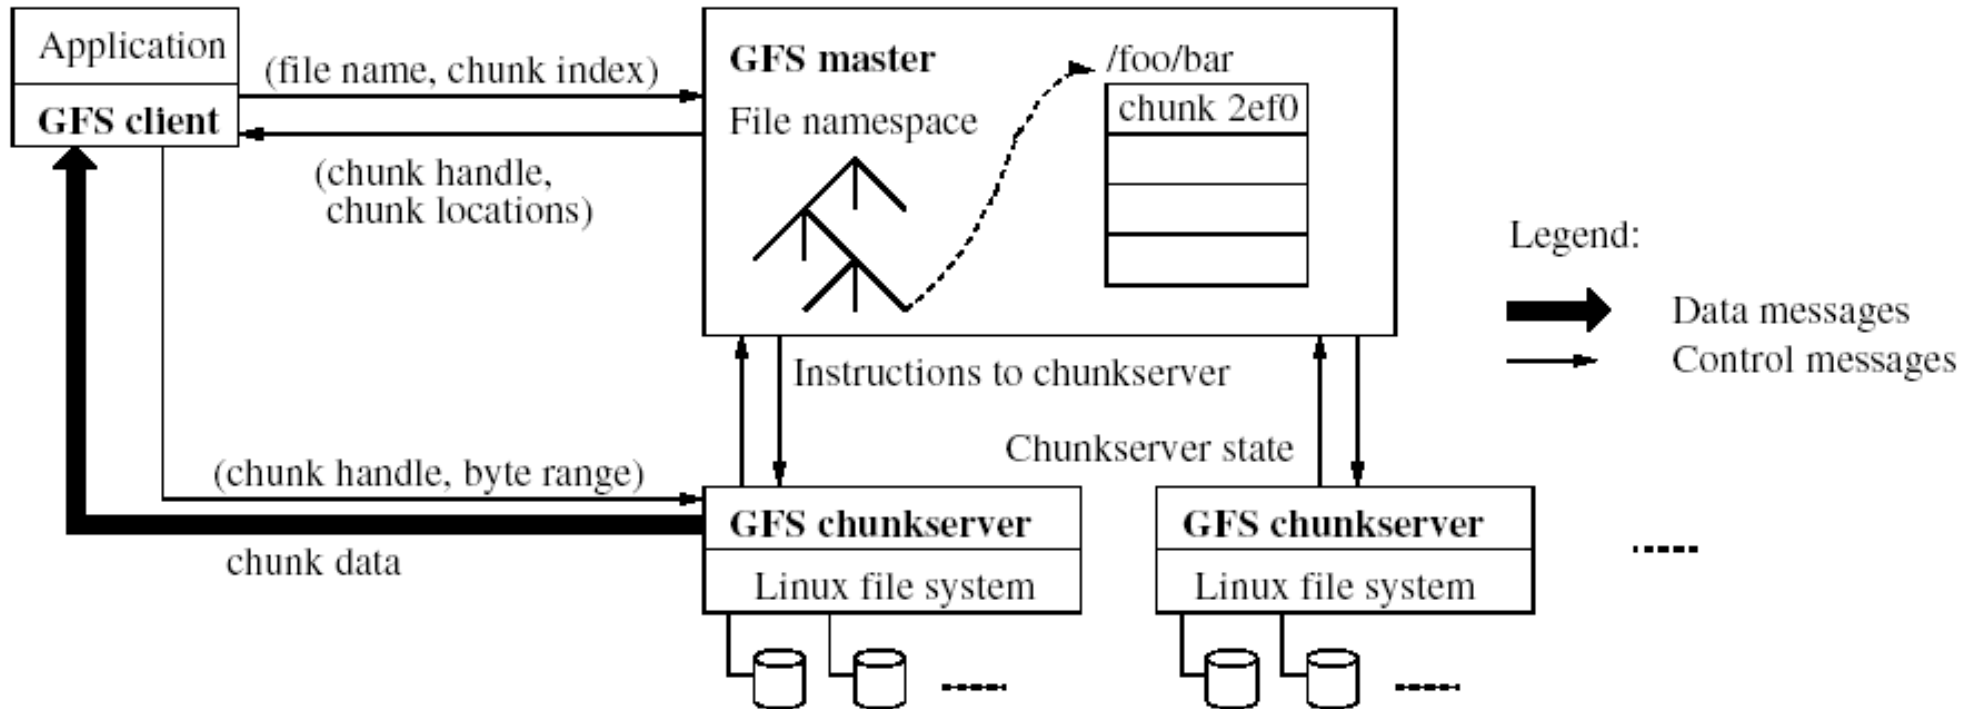 Application
GFS client
(file name, chunk index)
(chunk handle,
chunk locations)
GFS master
File namespace
/foo/bar
chunk 2ef0
Legend:
Data messages
Control messages
Instructions to chunkserver
Chunkserver state
(chunk handle, byte range)
chunk data
GFS chunkserver
Linux file system
GFS chunkserver
Linux file system